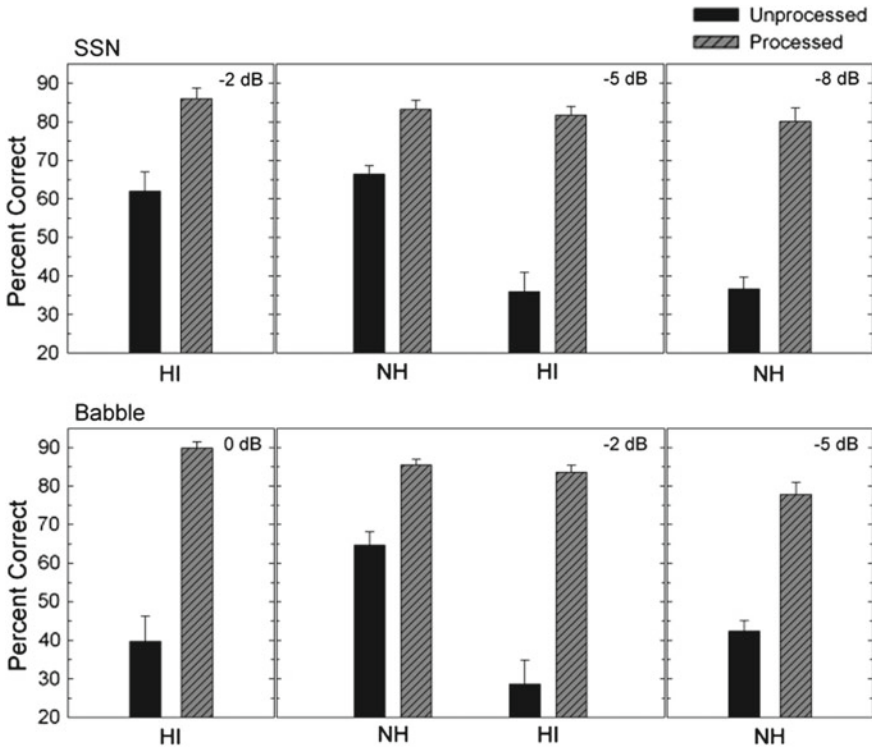 Unprocessed
Processed
SSN
-2 dB
-5 dB
-8 dB
Percent Correct
90
80
70
60
50
40
30
20
HI
NH
HI
NH
Babble
0 dB
-2 dB
-5 dB
Percent Correct
90
80
70
60
50
40
30
20
HI
NH
HI
NH